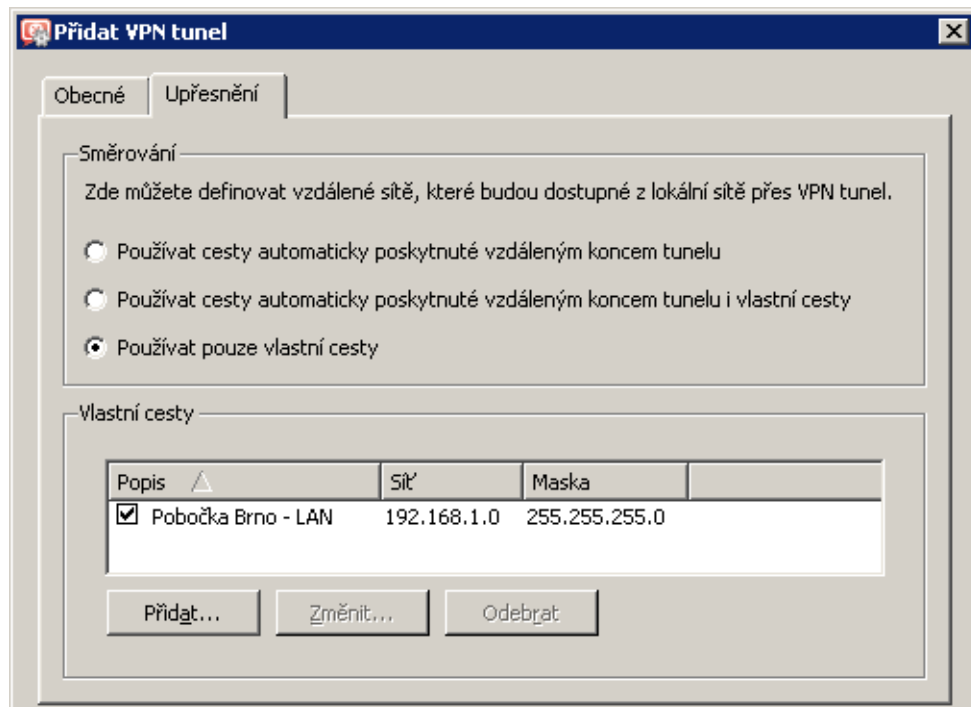 Přidat VPN tunel
Obecné
Upřesnění
Směrování
Zde můžete definovat vzdálené sítě, které budou dostupné z lokální sítě přes VPN tunel.
Používat cesty automaticky poskytnuté vzdáleným koncem tunelu
Používat cesty automaticky poskytnuté vzdáleným koncem tunelu i vlastní cesty
Používat pouze vlastní cesty
Vlastní cesty
Popis Síť Maska
Pobočka Brno - LAN 192.168.1.0 255.255.255.0
Přidat... Změnit... Odebrat